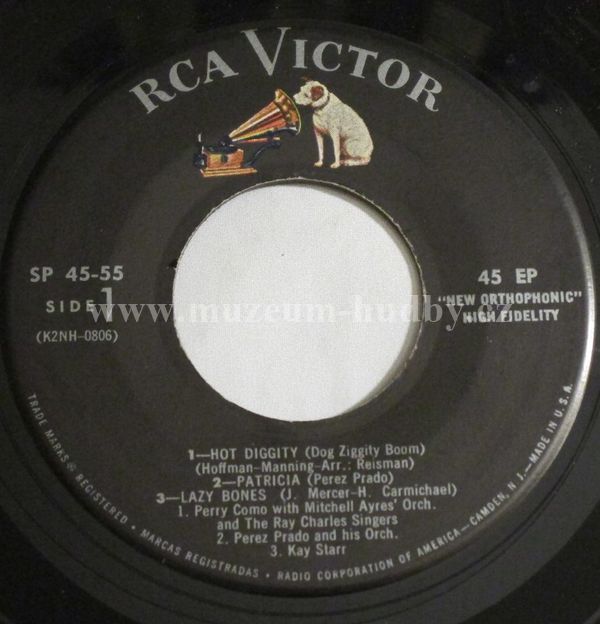 RCA VICTOR
SP 45-55
SIDE 1
(K2NH-0806)
45 EP
"NEW ORTHOPHONIC"
HIGH FIDELITY
www.muzeum-hudby.cz
1—HOT DIGGITY (Dog Ziggity Boom)
(Hoffman-Manning-Arr.: Reisman)
2—PATRICIA (Perez Prado)
3—LAZY BONES (J. Mercer-H. Carmichael)
1. Perry Como with Mitchell Ayres' Orch.
and The Ray Charles Singers
2. Perez Prado and his Orch.
3. Kay Starr
TRADE MARKS ® REGISTERED • MARCAS REGISTRADAS • RADIO CORPORATION OF AMERICA—CAMDEN, N. J.—MADE IN U.S.A.